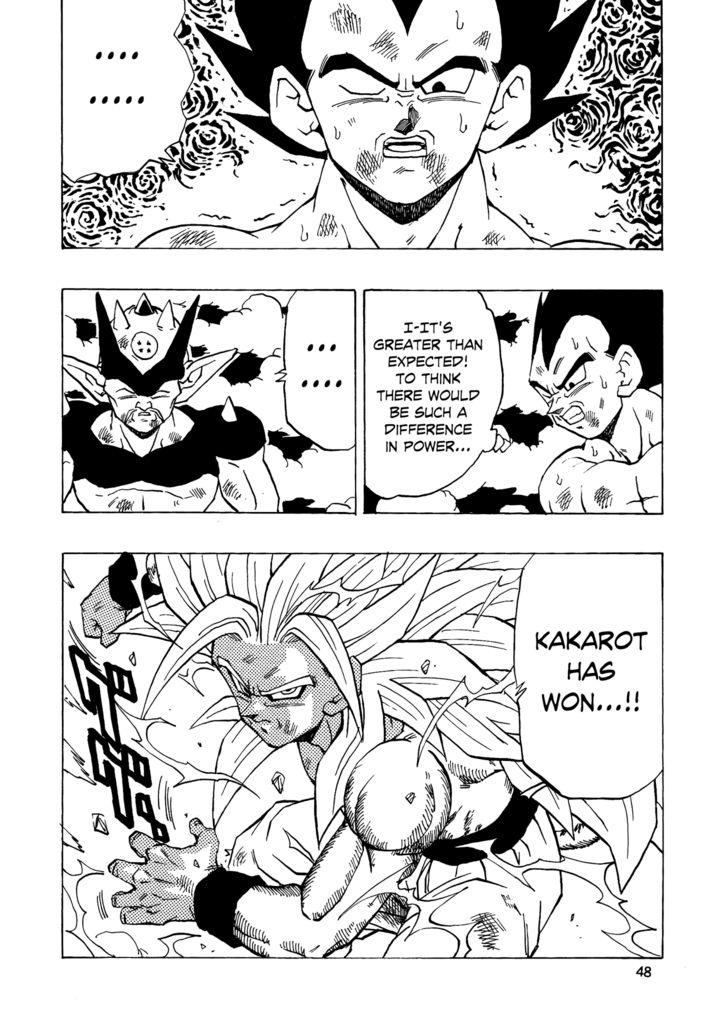 ....
.....
I-IT'S
GREATER THAN
EXPECTED!
TO THINK
THERE WOULD
BE SUCH A
DIFFERENCE
IN POWER...
...
....
KAKAROT
HAS
WON...!!
48